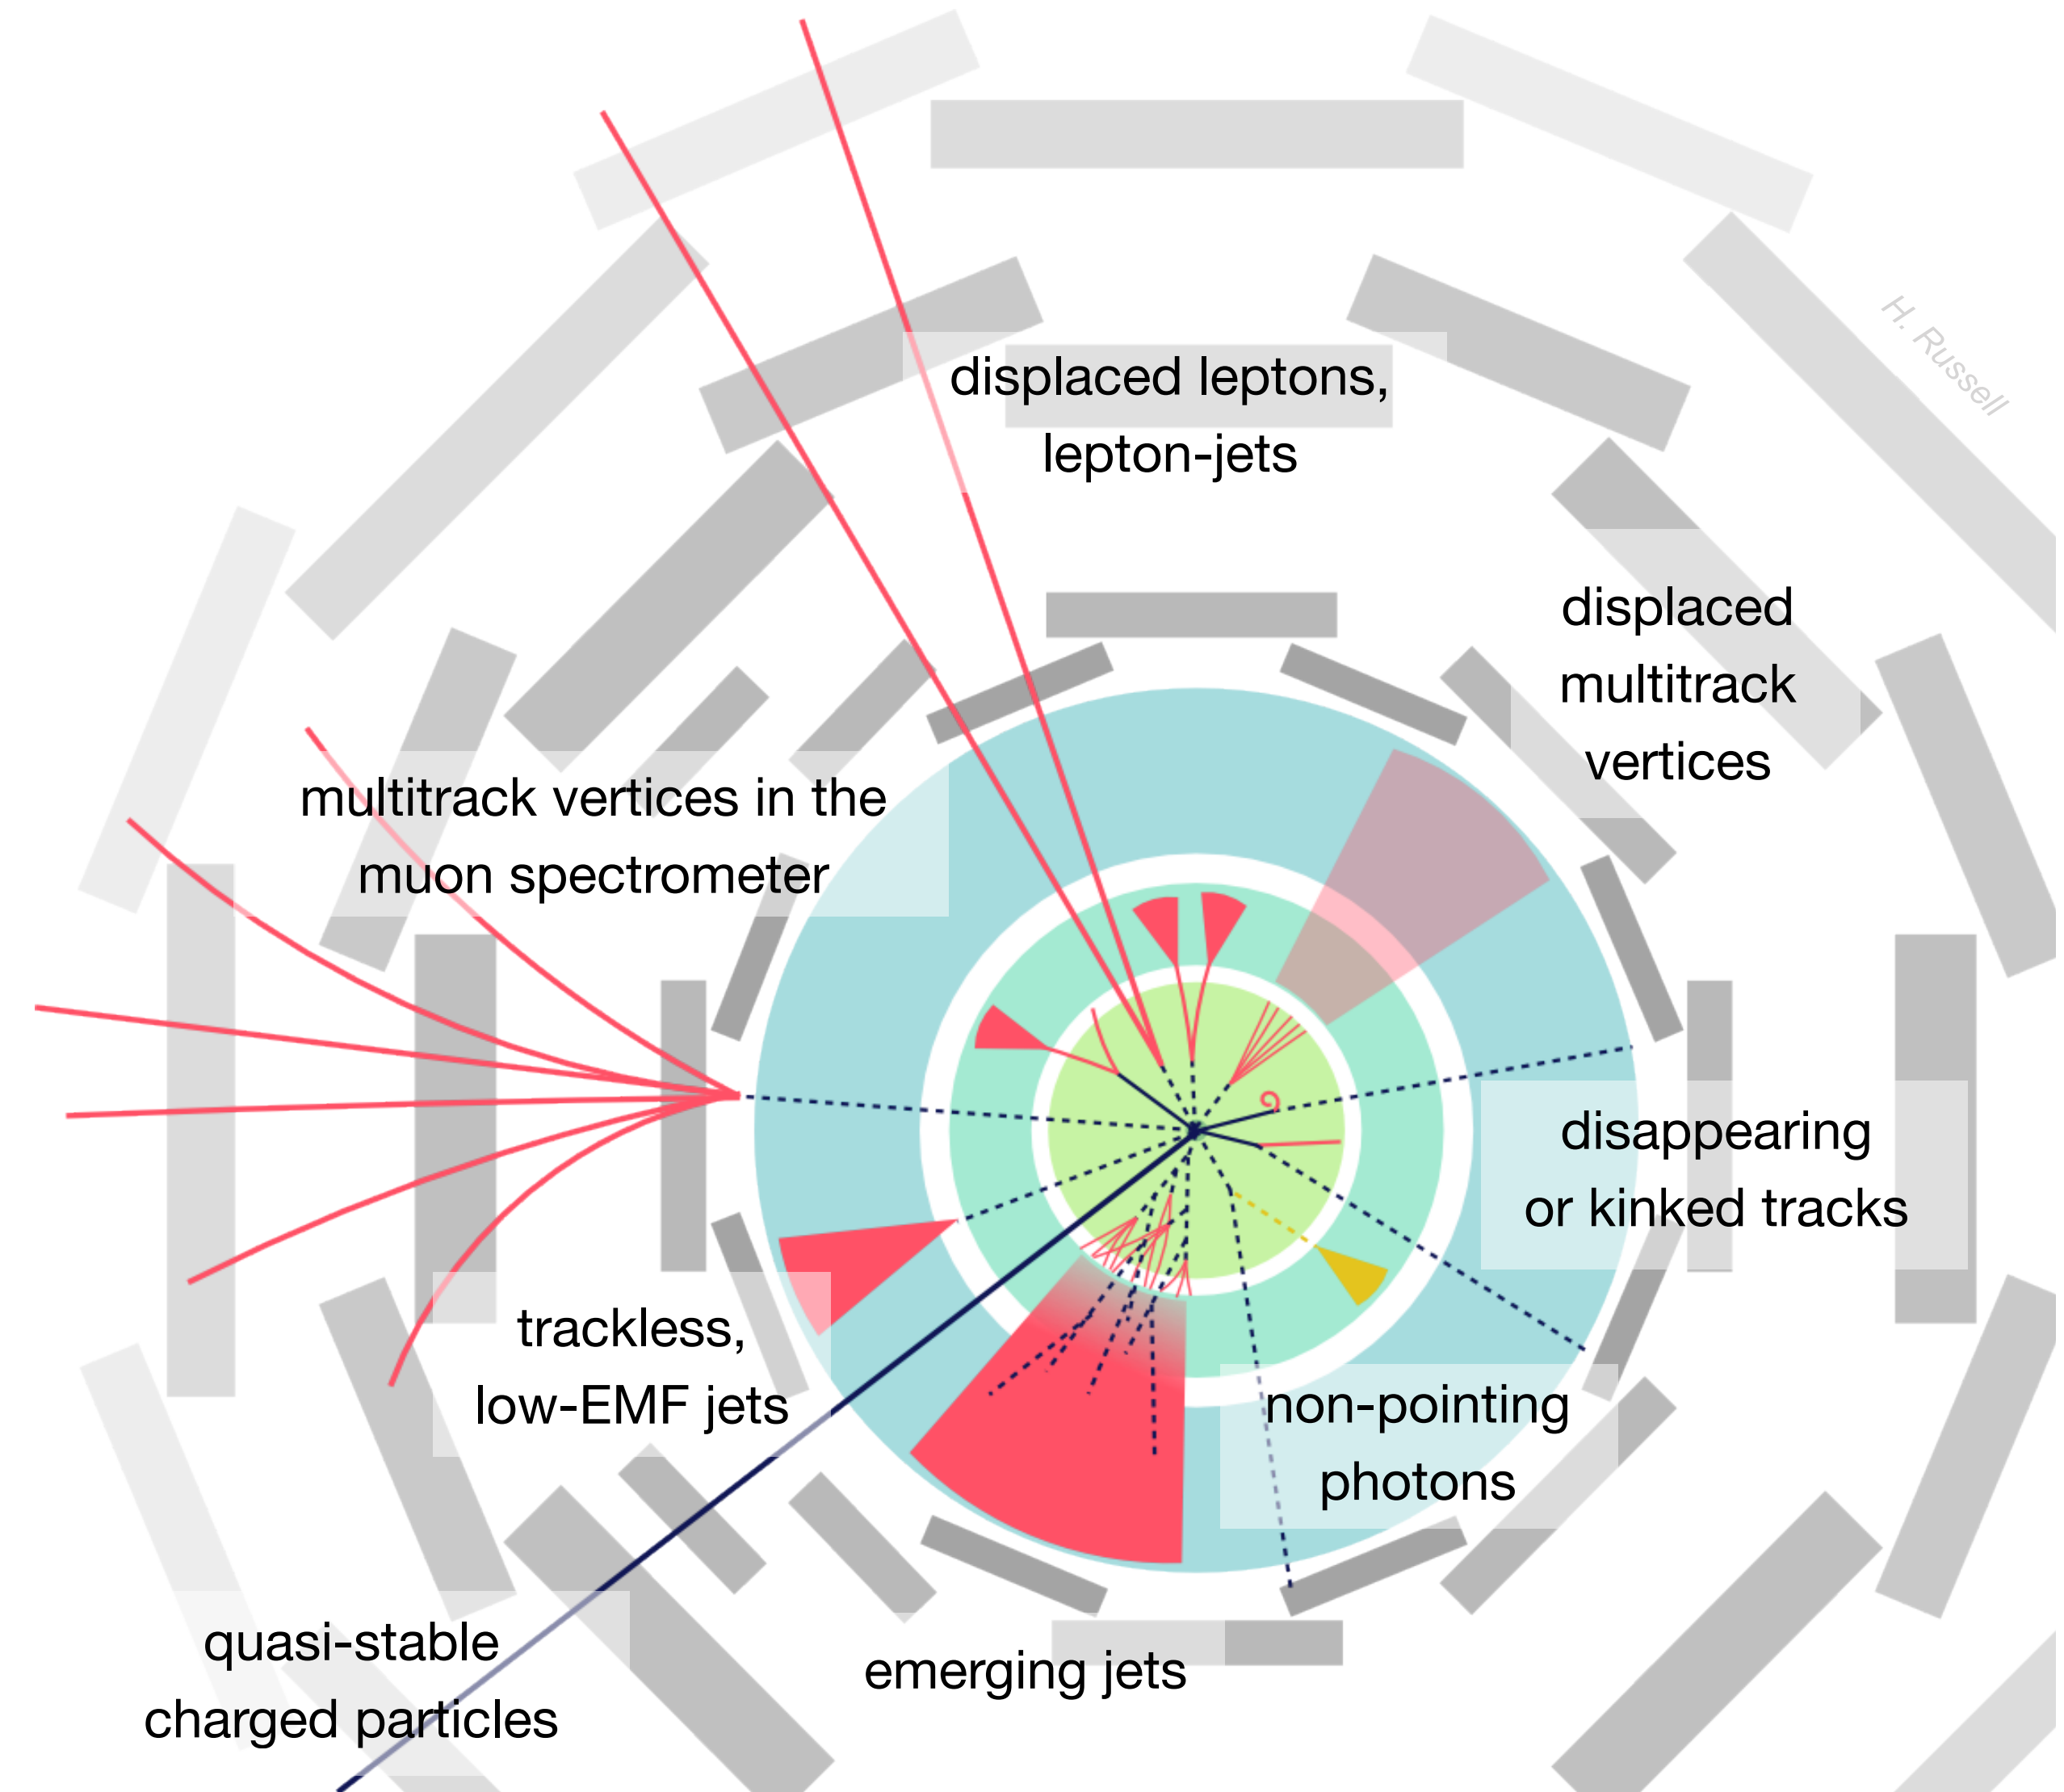 H. Russell
displaced leptons,
lepton-jets
displaced
multitrack
vertices
multitrack vertices in the
muon spectrometer
disappearing
or kinked tracks
trackless,
low-EMF jets
non-pointing
photons
quasi-stable
charged particles
emerging jets